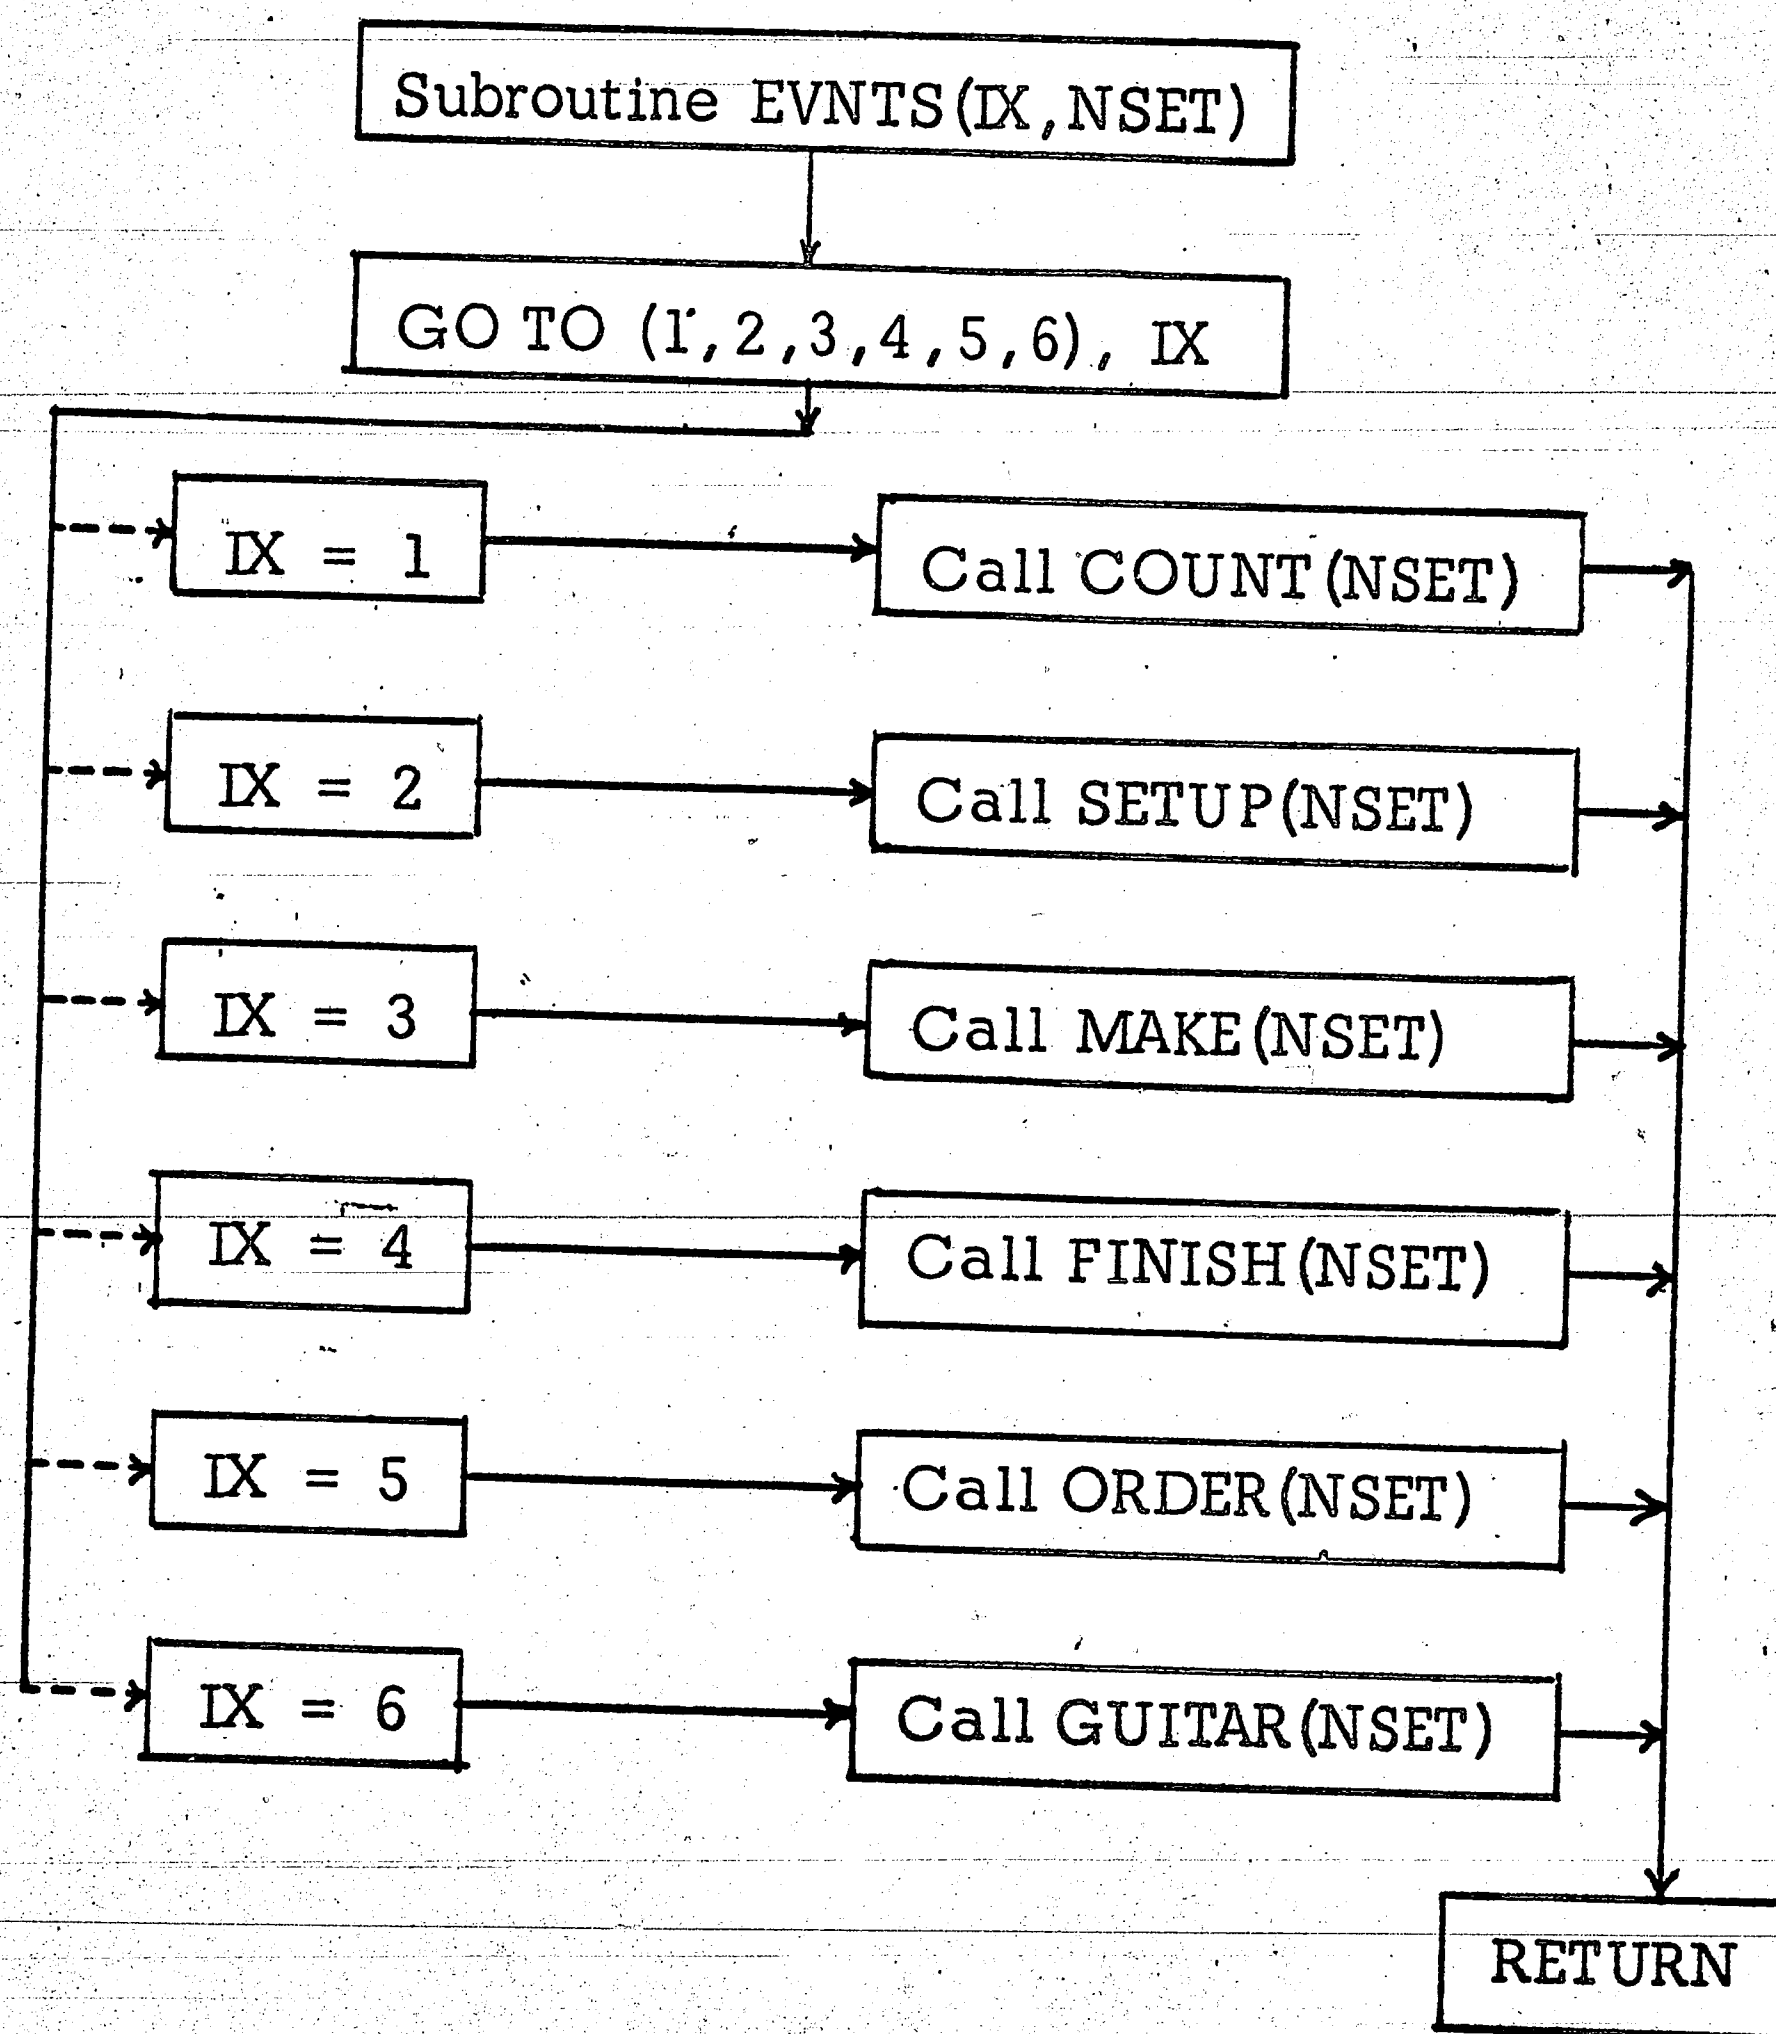 Subroutine EVNTS(IX,NSET)
GO TO (1,2,3,4,5,6), IX
IX = 1
Call COUNT(NSET)
IX = 2
Call SETUP(NSET)
IX = 3
Call MAKE(NSET)
IX = 4
Call FINISH(NSET)
IX = 5
Call ORDER(NSET)
IX = 6
Call GUITAR(NSET)
RETURN